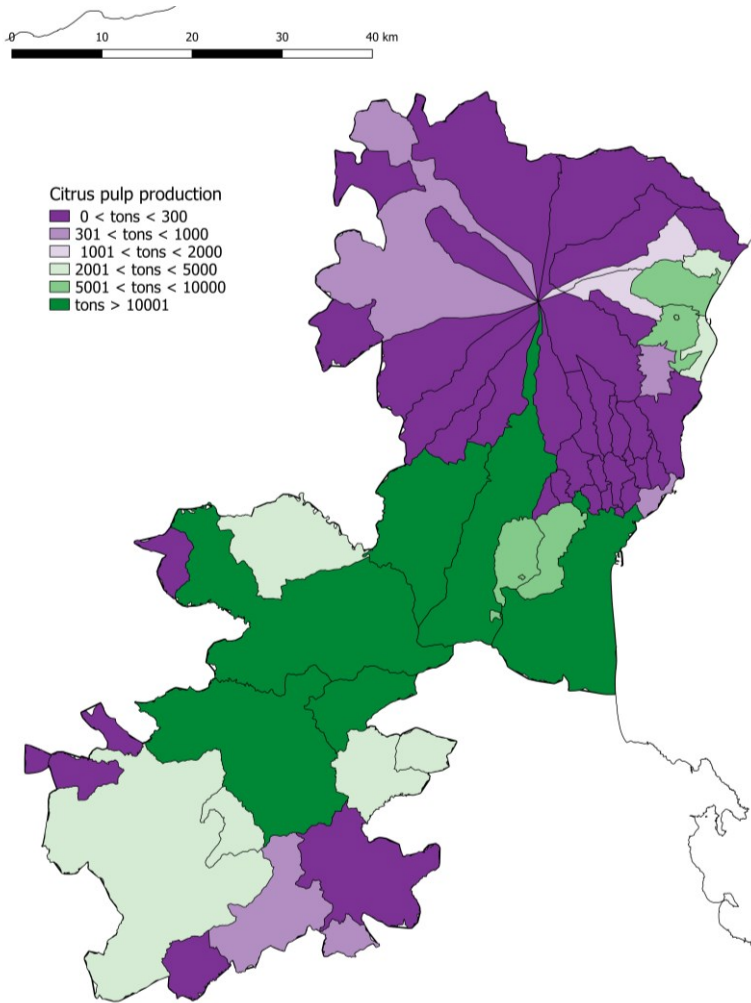 0 10 20 30 40 km
Citrus pulp production
0 < tons < 300
301 < tons < 1000
1001 < tons < 2000
2001 < tons < 5000
5001 < tons < 10000
tons > 10001